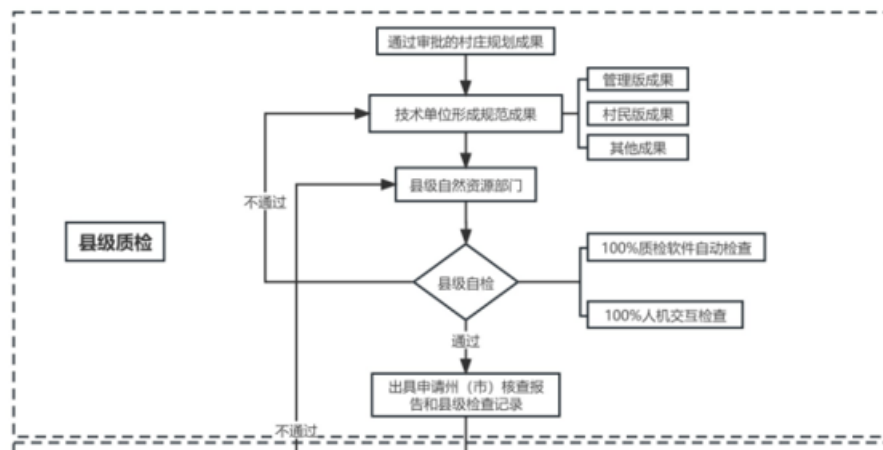 通过审批的村庄规划成果
管理版成果
技术单位形成规范成果
村民版成果
其他成果
县级自然资源部门
不通过
县级质检
100%质检软件自动检查
县级自检
100%人机交互检查
通过
出具申请州（市）核查报
告和县级检查记录
不通过